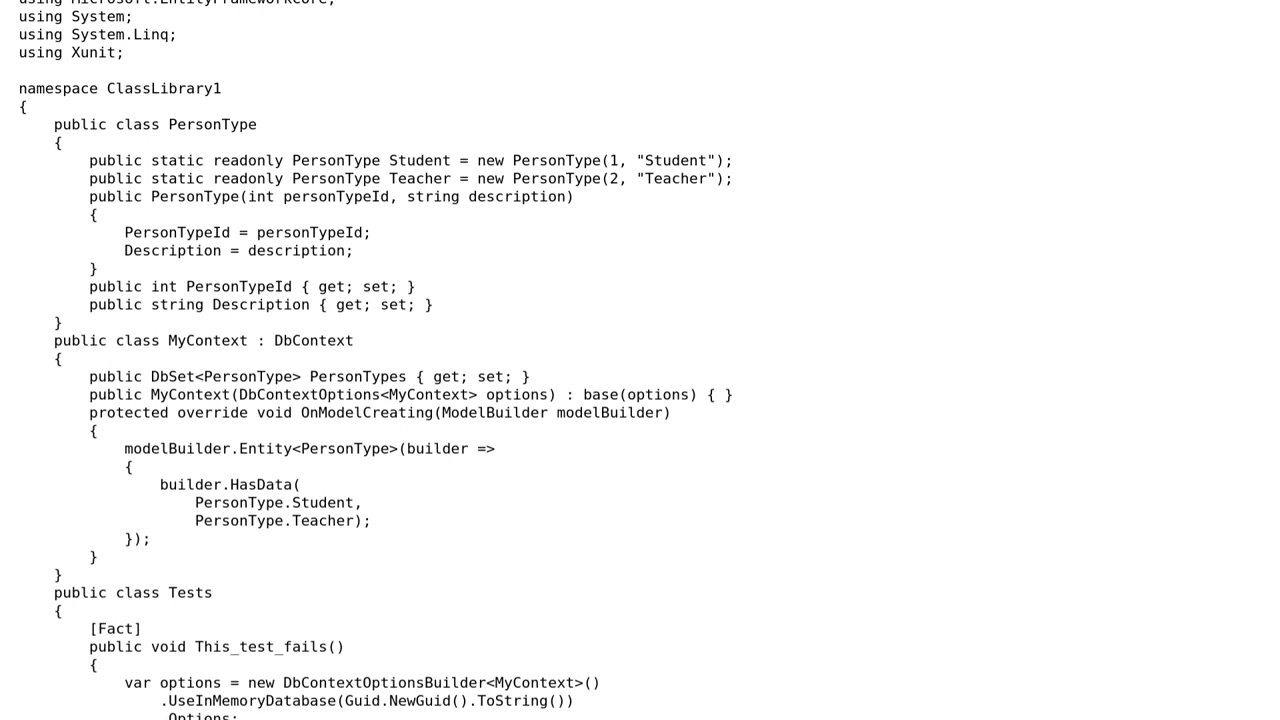 using Microsoft.EntityFrameworkCore;
using System;
using System.Linq;
using Xunit;
namespace ClassLibrary1
{
    public class PersonType
    {
        public static readonly PersonType Student = new PersonType(1, "Student");
        public static readonly PersonType Teacher = new PersonType(2, "Teacher");
        public PersonType(int personTypeId, string description)
        {
            PersonTypeId = personTypeId;
            Description = description;
        }
        public int PersonTypeId { get; set; }
        public string Description { get; set; }
    }
    public class MyContext : DbContext
    {
        public DbSet<PersonType> PersonTypes { get; set; }
        public MyContext(DbContextOptions<MyContext> options) : base(options) { }
        protected override void OnModelCreating(ModelBuilder modelBuilder)
        {
            modelBuilder.Entity<PersonType>(builder =>
            {
                builder.HasData(
                    PersonType.Student,
                    PersonType.Teacher);
            });
        }
    }
    public class Tests
    {
        [Fact]
        public void This_test_fails()
        {
            var options = new DbContextOptionsBuilder<MyContext>()
                .UseInMemoryDatabase(Guid.NewGuid().ToString())
                .Options;